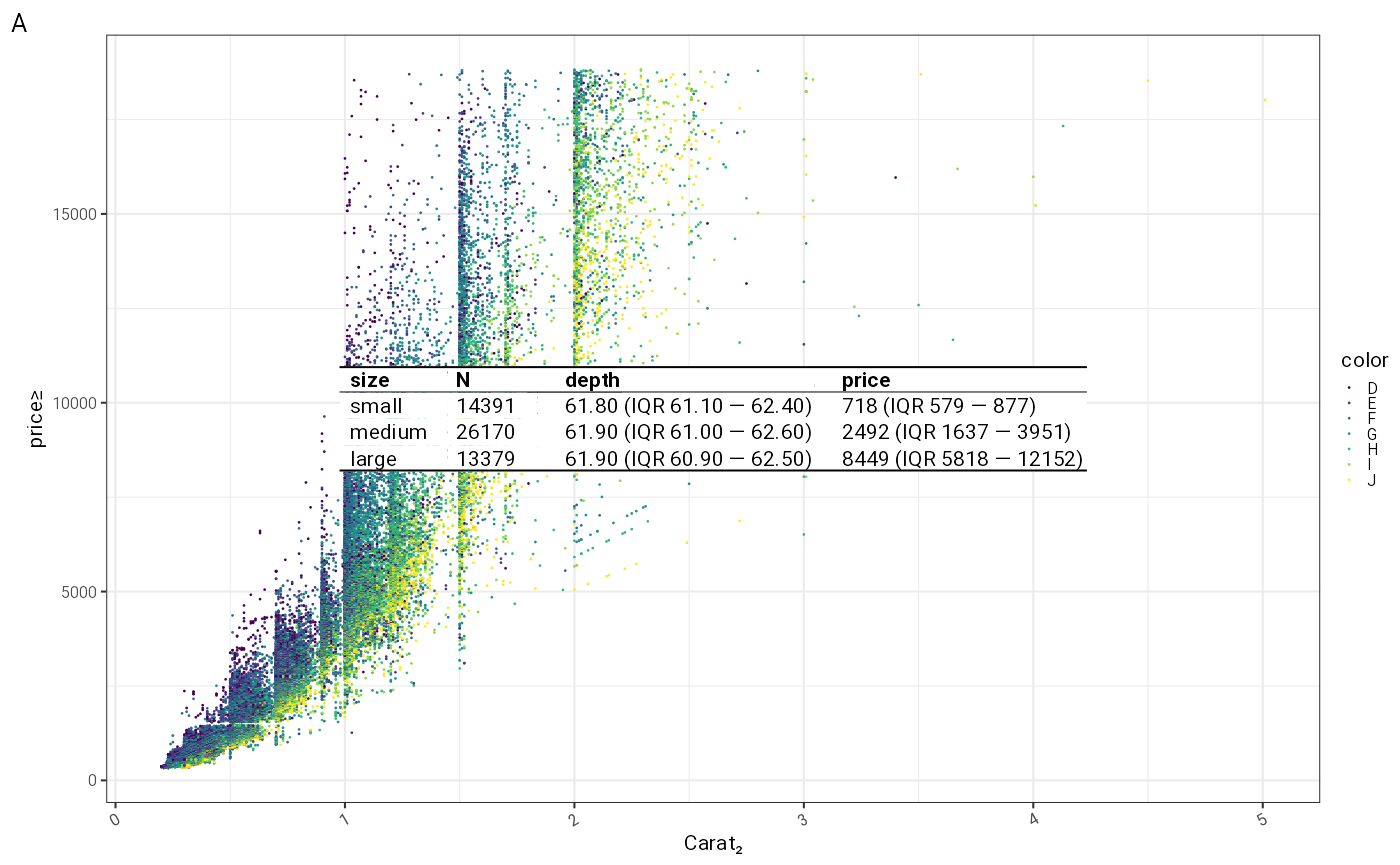 A
price≥
15000
10000
5000
0
size N depth price
small 14391 61.80 (IQR 61.10 — 62.40) 718 (IQR 579 — 877)
medium 26170 61.90 (IQR 61.00 — 62.60) 2492 (IQR 1637 — 3951)
large 13379 61.90 (IQR 60.90 — 62.50) 8449 (IQR 5818 — 12152)
0 1 2 3 4 5
Carat₂
color
D
E
F
G
H
I
J